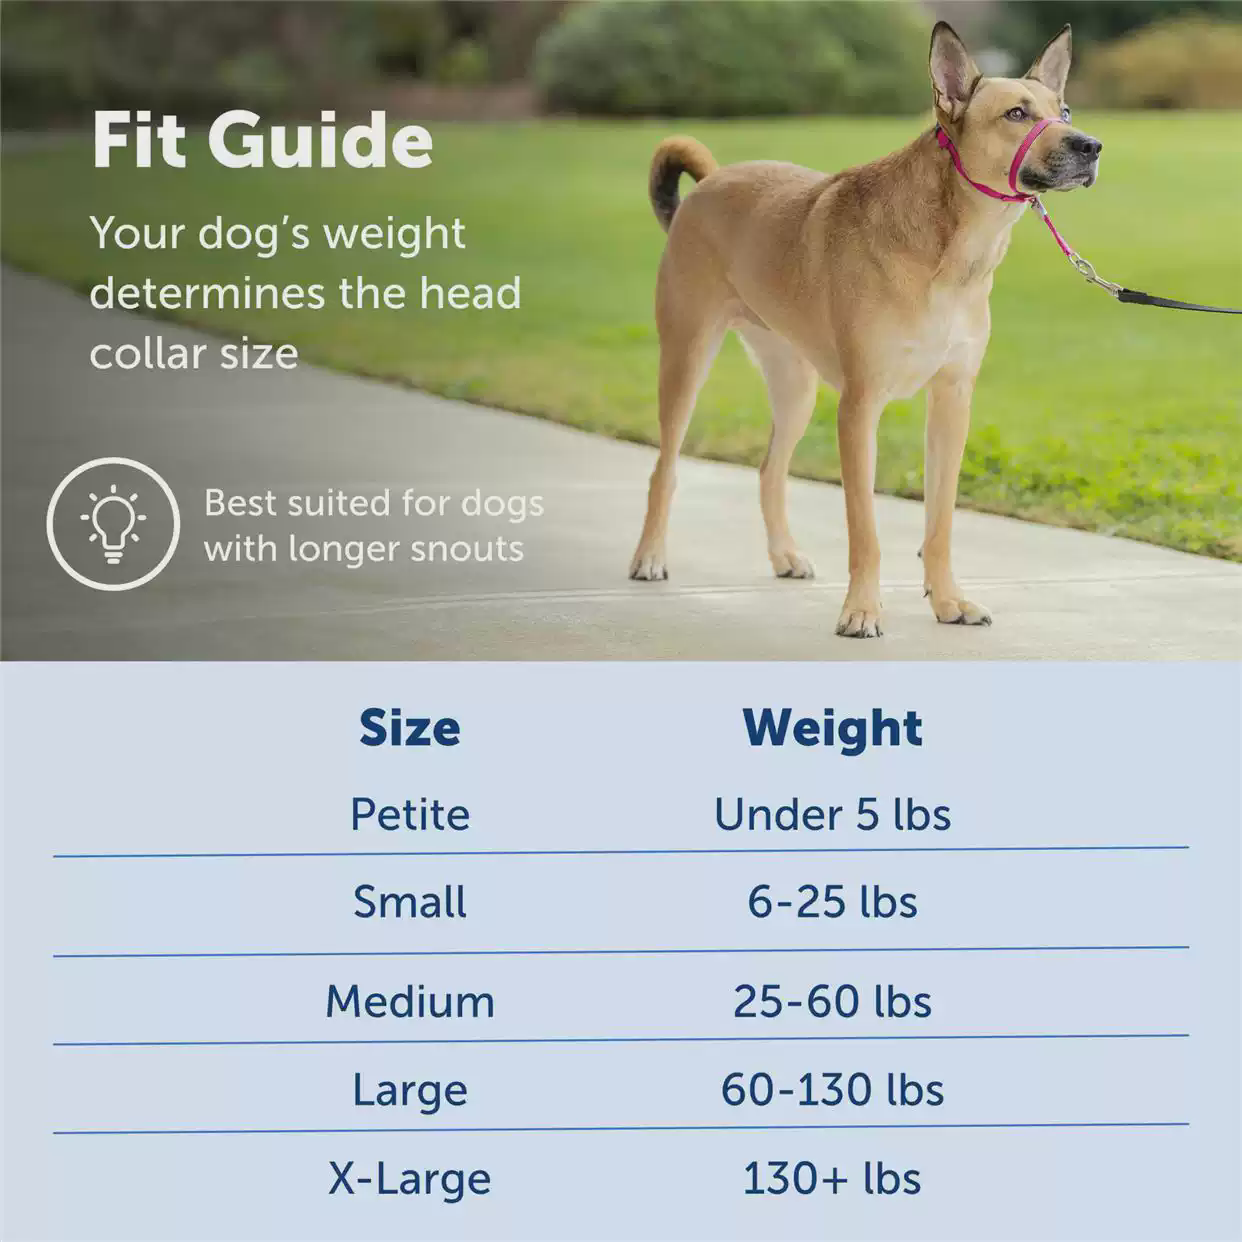 Fit Guide
Your dog’s weight
determines the head
collar size
Best suited for dogs
with longer snouts
Size Weight
Petite Under 5 lbs
Small 6-25 lbs
Medium 25-60 lbs
Large 60-130 lbs
X-Large 130+ lbs